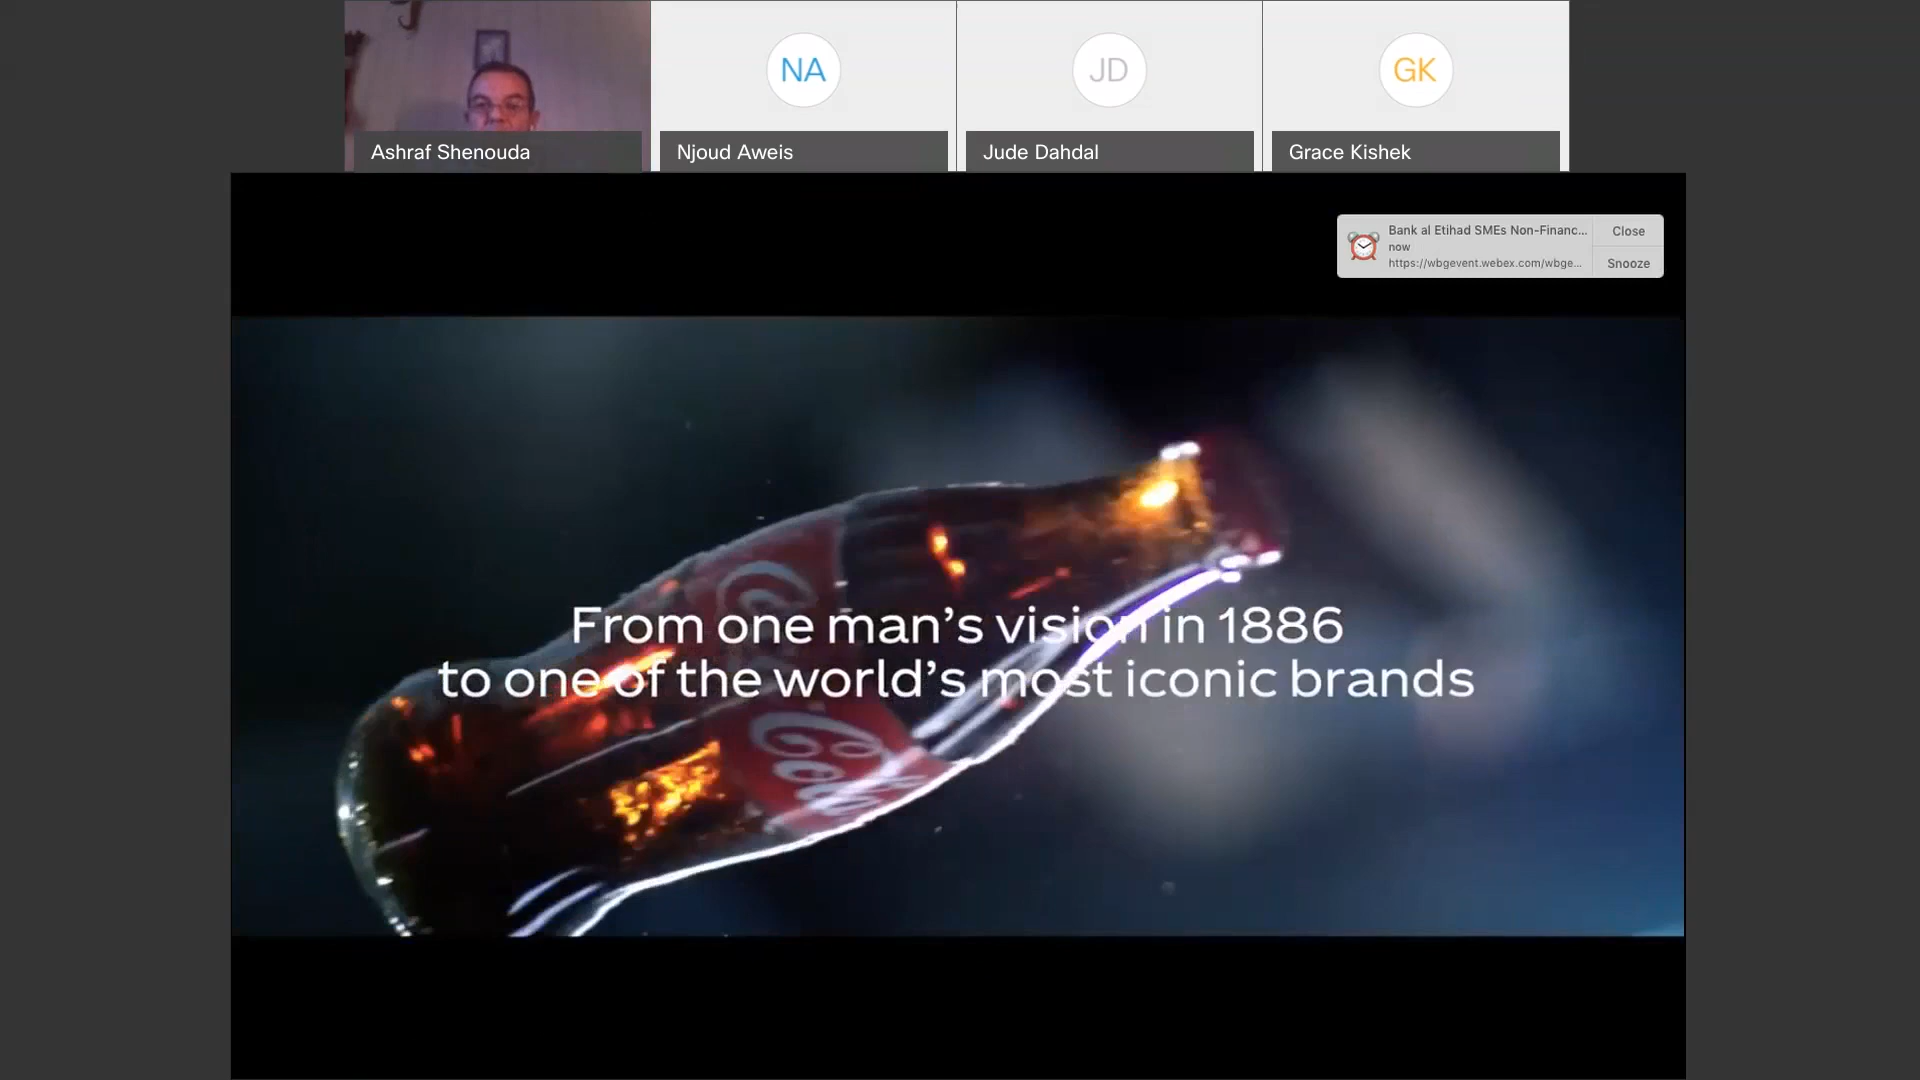 NA
JD
GK
Ashraf Shenouda
Njoud Aweis
Jude Dahdal
Grace Kishek
Bank al Etihad SMEs Non-Financ...
Close
now
https://wbgevent.webex.com/wbge...
Snooze
From one man's vision in 1886
to one of the world's most iconic brands
Coca
Cola